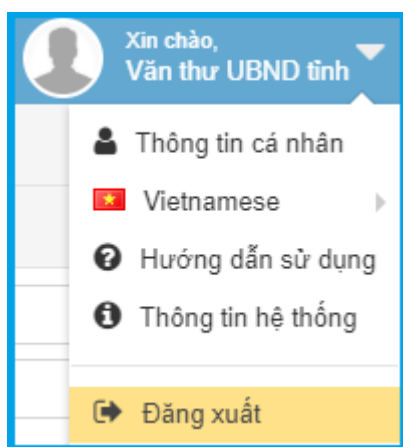 Xin chào,
Văn thư UBND tỉnh
Thông tin cá nhân
Vietnamese
Hướng dẫn sử dụng
Thông tin hệ thống
Đăng xuất